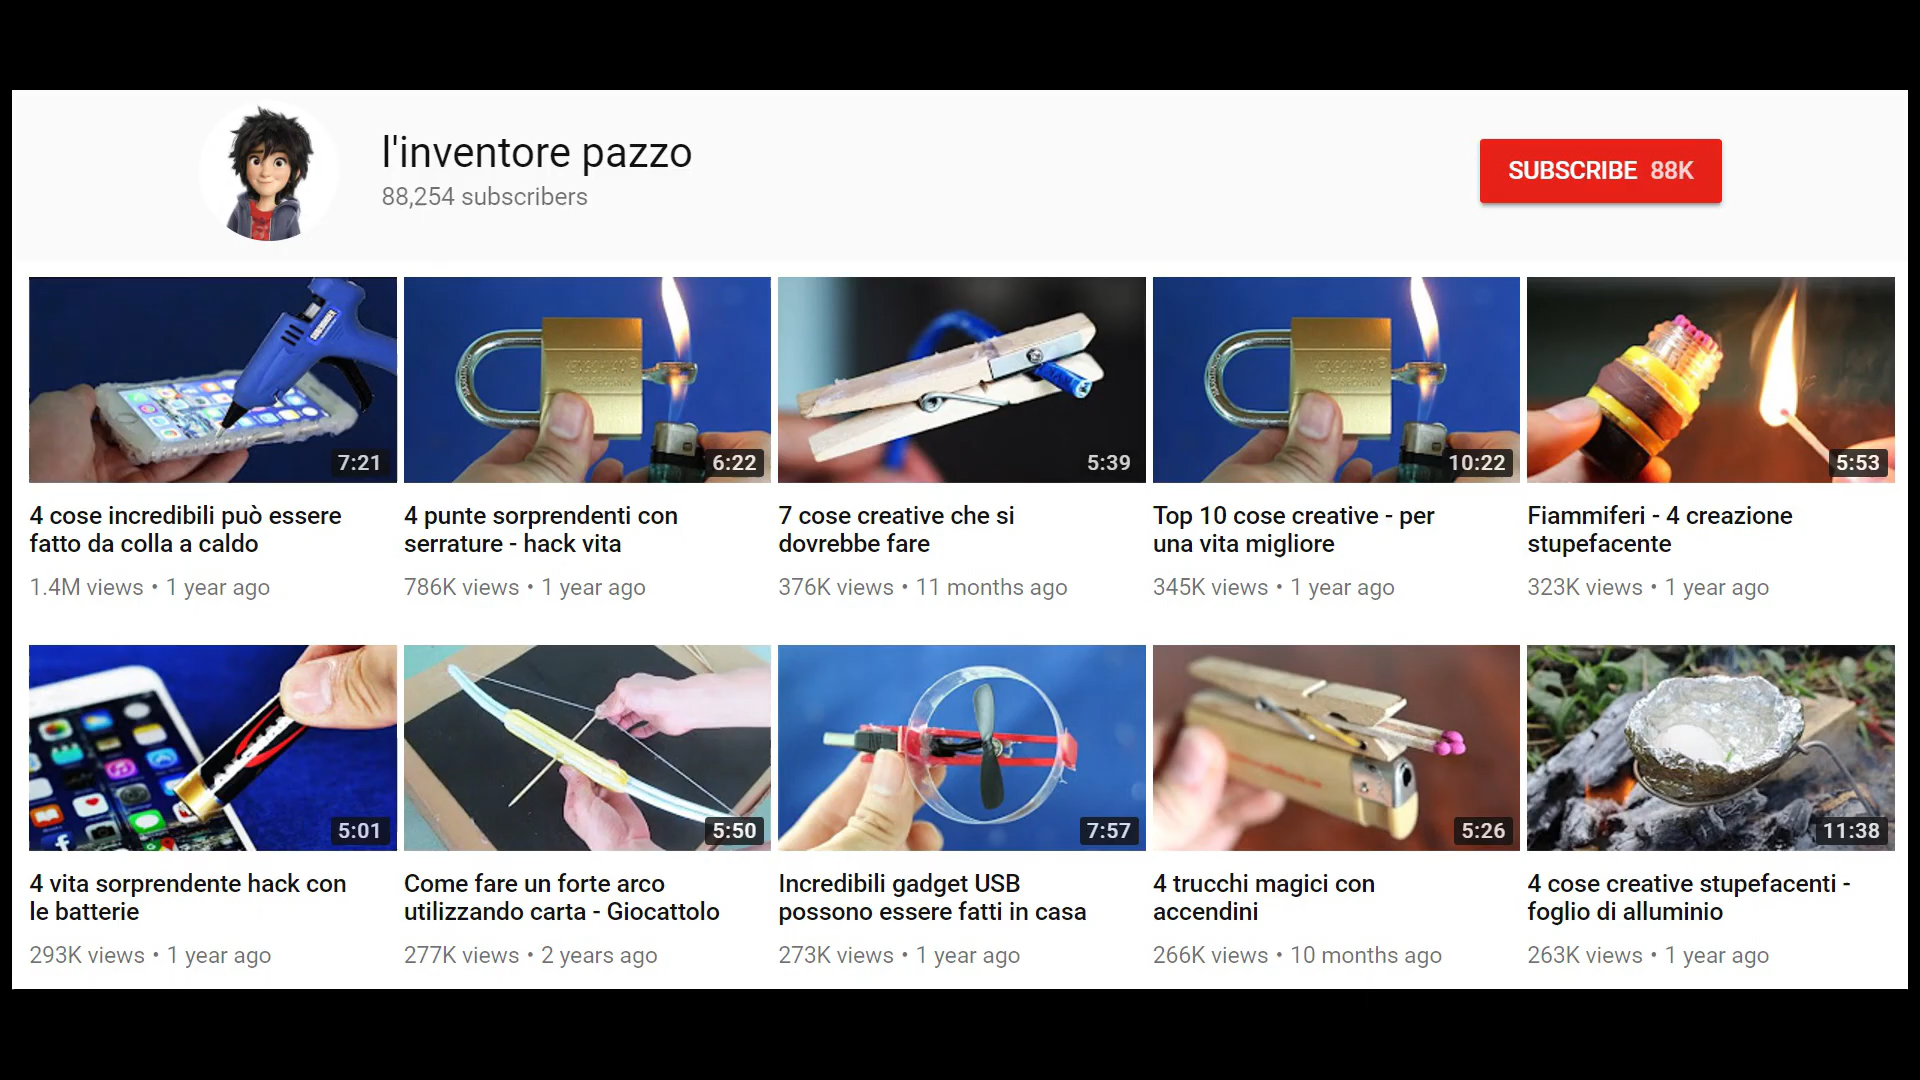 l'inventore pazzo
88,254 subscribers
SUBSCRIBE 88K
7:21
6:22
5:39
10:22
5:53
4 cose incredibili può essere
fatto da colla a caldo
1.4M views • 1 year ago
4 punte sorprendenti con
serrature - hack vita
786K views • 1 year ago
7 cose creative che si
dovrebbe fare
376K views • 11 months ago
Top 10 cose creative - per
una vita migliore
345K views • 1 year ago
Fiammiferi - 4 creazione
stupefacente
323K views • 1 year ago
5:01
5:50
7:57
5:26
11:38
4 vita sorprendente hack con
le batterie
293K views • 1 year ago
Come fare un forte arco
utilizzando carta - Giocattolo
277K views • 2 years ago
Incredibili gadget USB
possono essere fatti in casa
273K views • 1 year ago
4 trucchi magici con
accendini
266K views • 10 months ago
4 cose creative stupefacenti -
foglio di alluminio
263K views • 1 year ago